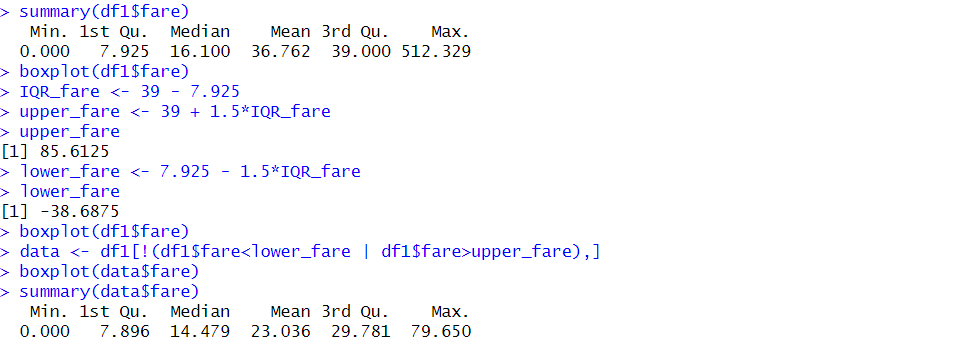 > summary(df1$fare)
   Min. 1st Qu.  Median    Mean 3rd Qu.    Max.
  0.000   7.925  16.100  36.762  39.000 512.329
> boxplot(df1$fare)
> IQR_fare <- 39 - 7.925
> upper_fare <- 39 + 1.5*IQR_fare
> upper_fare
[1] 85.6125
> lower_fare <- 7.925 - 1.5*IQR_fare
> lower_fare
[1] -38.6875
> boxplot(df1$fare)
> data <- df1[!(df1$fare<lower_fare | df1$fare>upper_fare),]
> boxplot(data$fare)
> summary(data$fare)
   Min. 1st Qu.  Median    Mean 3rd Qu.    Max.
  0.000   7.896  14.479  23.036  29.781  79.650